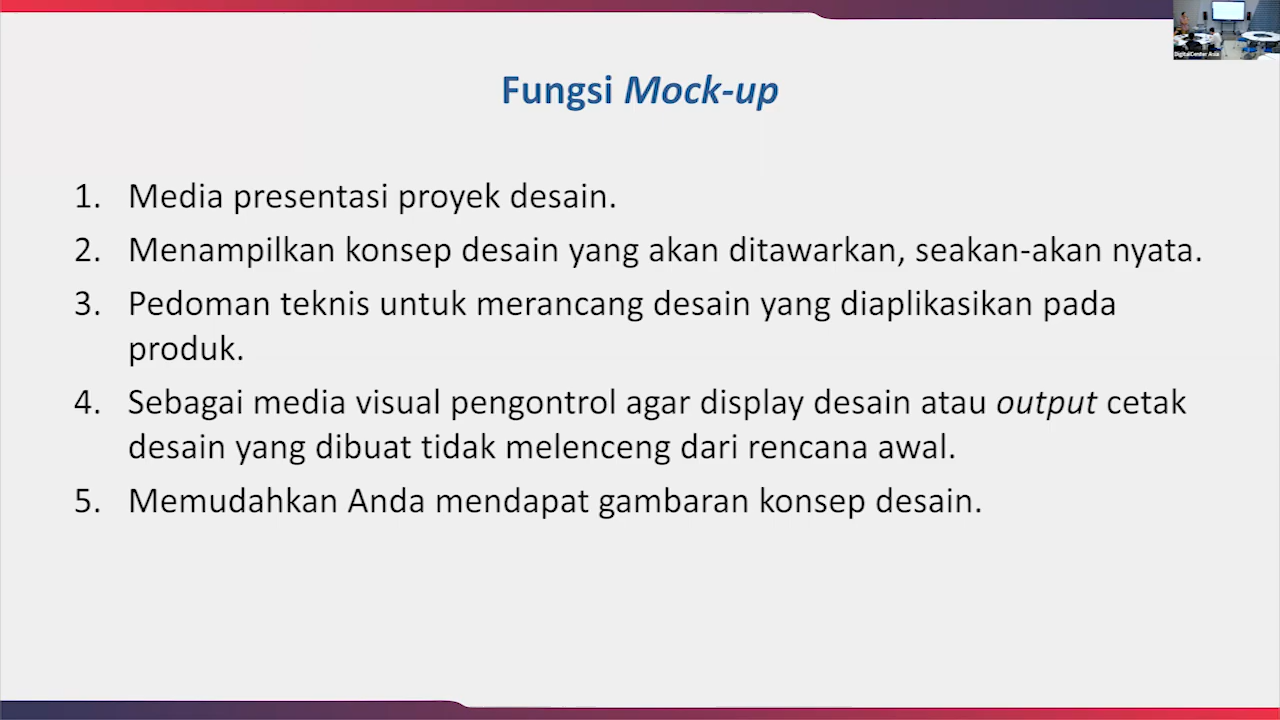 Fungsi Mock-up
1. Media presentasi proyek desain.
2. Menampilkan konsep desain yang akan ditawarkan, seakan-akan nyata.
3. Pedoman teknis untuk merancang desain yang diaplikasikan pada
produk.
4. Sebagai media visual pengontrol agar display desain atau output cetak
desain yang dibuat tidak melenceng dari rencana awal.
5. Memudahkan Anda mendapat gambaran konsep desain.
DigitalCenter Asia